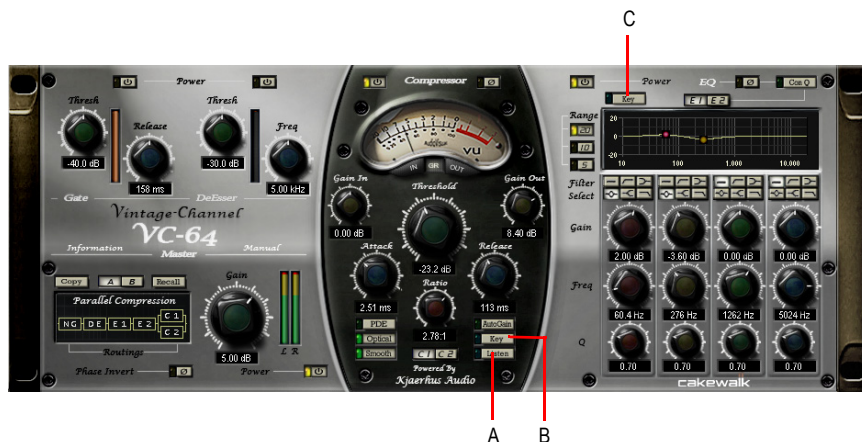 C
Power
Compressor
Power
EQ
Con Q
Key
E1 E2
Thresh
Thresh
Release
Freq
-40.0 dB
-30.0 dB
158 ms
5.00 kHz
Gate
DeEsser
Range
20
10
5
20
0
20
10
100
1.000
10.000
VU
IN
GR
OUT
Gain In
Threshold
Gain Out
0.00 dB
8.40 dB
Vintage-Channel
VC-64
Information
Master
Manual
Filter
Select
Gain
2.00 dB
-3.60 dB
0.00 dB
0.00 dB
Attack
-23.2 dB
Release
Ratio
2.51 ms
113 ms
2.78:1
Copy
A B
Recall
Gain
Parallel Compression
NG
DE
E1
E2
C1
C2
Routings
5.00 dB
L R
Phase Invert
Power
PDE
Optical
Smooth
C1 C2
AutoGain
Key
Listen
Powered By
Kjaerhus Audio
Freq
60.4 Hz
276 Hz
1262 Hz
5024 Hz
Q
0.70
0.70
0.70
0.70
cakewalk
A
B